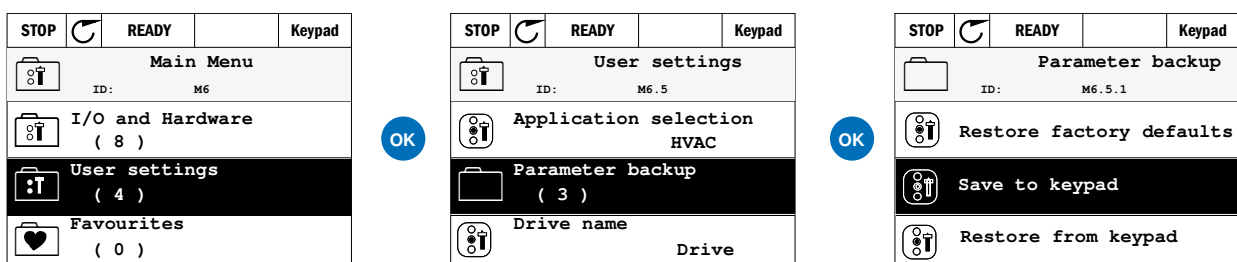 STOP READY Keypad
Main Menu
ID: M6
I/O and Hardware
( 8 )
User settings
( 4 )
Favourites
( 0 )
OK
STOP READY Keypad
User settings
ID: M6.5
Application selection
HVAC
Parameter backup
( 3 )
Drive name
Drive
OK
STOP READY Keypad
Parameter backup
ID: M6.5.1
Restore factory defaults
Save to keypad
Restore from keypad